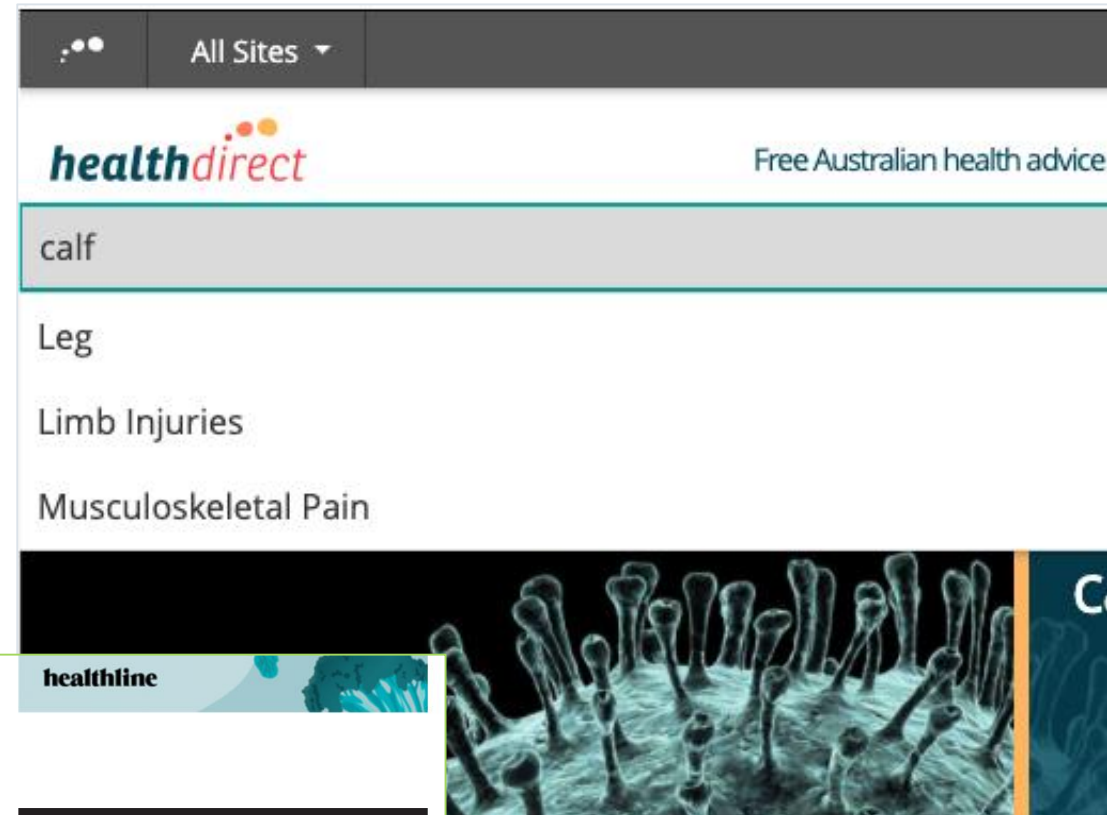 All Sites
healthdirect
Free Australian health advice
calf
Leg
Limb Injuries
Musculoskeletal Pain
healthline